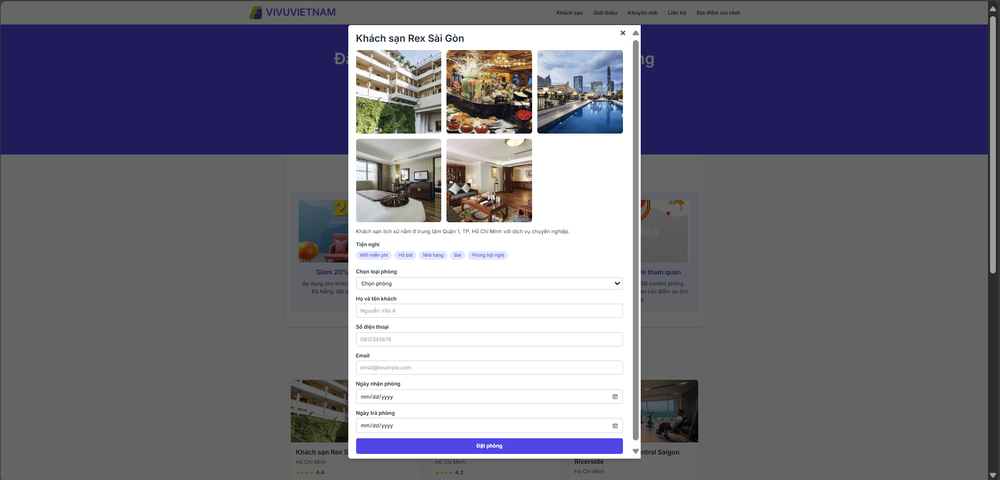 VIVUVIETNAM
Khách sạn
Giới thiệu
Khuyến mãi
Liên hệ
Địa điểm vui chơi
Khách sạn Rex Sài Gòn
Khách sạn lịch sử nằm ở trung tâm Quận 1, TP. Hồ Chí Minh với dịch vụ chuyên nghiệp.
Tiện nghi
Wifi miễn phí
Hồ bơi
Nhà hàng
Bar
Phòng hội nghị
Chọn loại phòng
Chọn phòng
Họ và tên khách
Nguyễn Văn A
Số điện thoại
0912345678
Email
email@example.com
Ngày nhận phòng
mm/dd/yyyy
Ngày trả phòng
mm/dd/yyyy
Đặt phòng
Giảm 20%
Áp dụng cho khách
Đà Nẵng, đặt
vé tham quan
đặt combo phòng
các điểm du lịch
Khách sạn Rex
Hồ Chí Minh
4.4
Hồ Chí Minh
4.2
Saigon
Riverside
Hồ Chí Minh